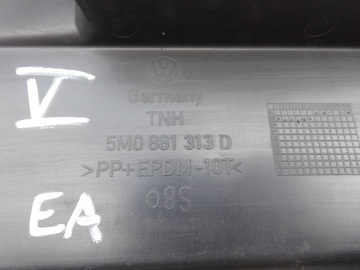 V
Germany
TNH
5M0 881 313 D
>PP+EPDM-10T<
08S
EA